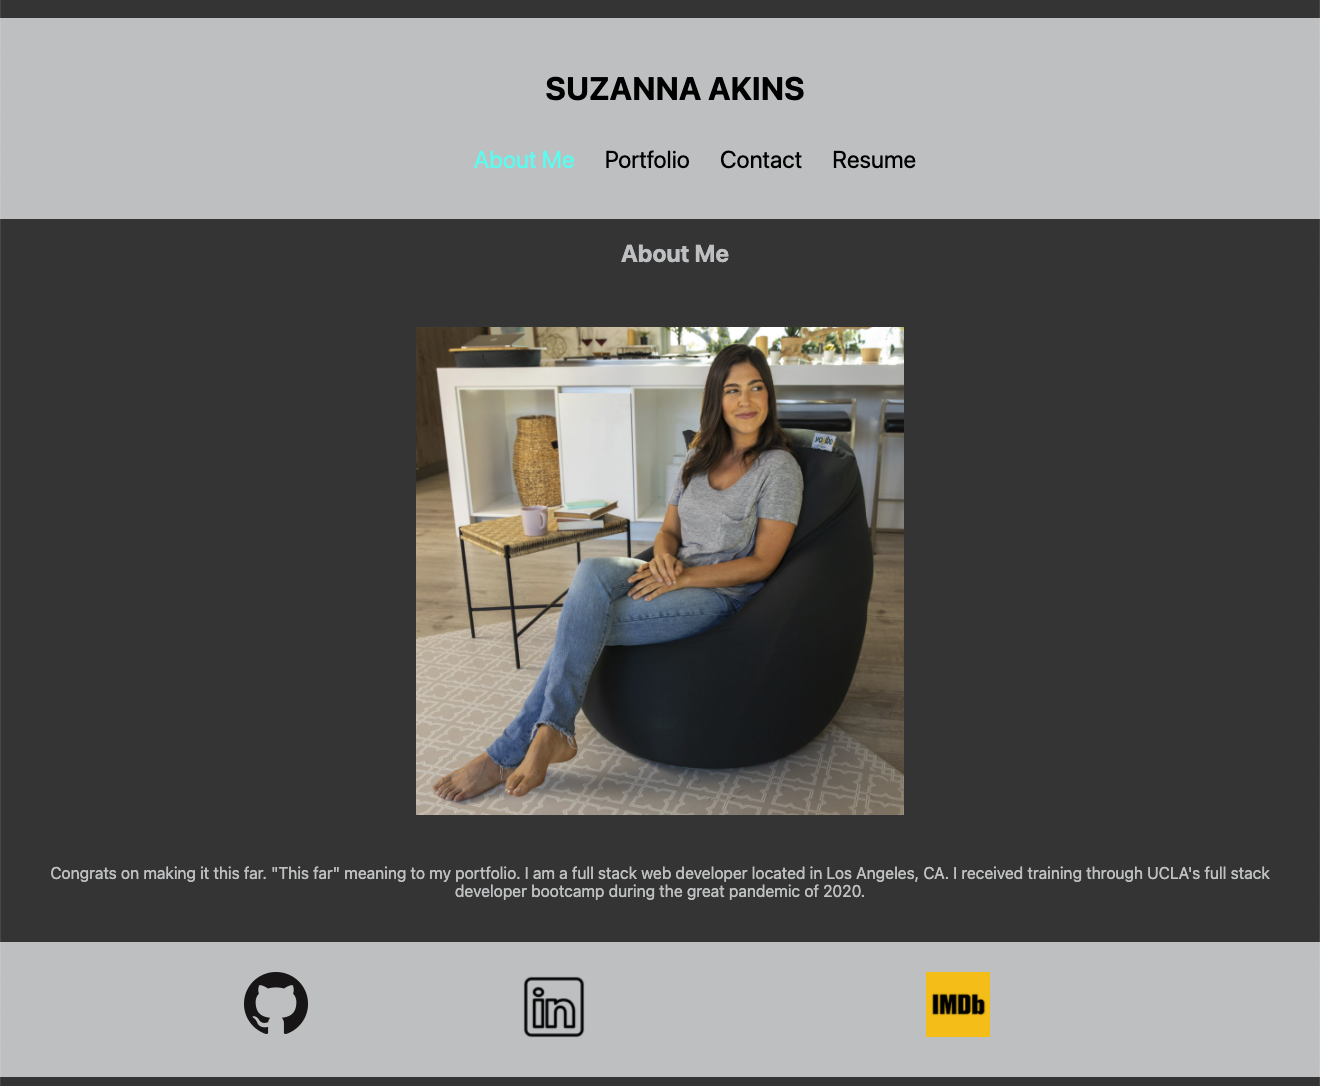 SUZANNA AKINS
About Me Portfolio Contact Resume
About Me
Congrats on making it this far. "This far" meaning to my portfolio. I am a full stack web developer located in Los Angeles, CA. I received training through UCLA's full stack
developer bootcamp during the great pandemic of 2020.
in
IMDb